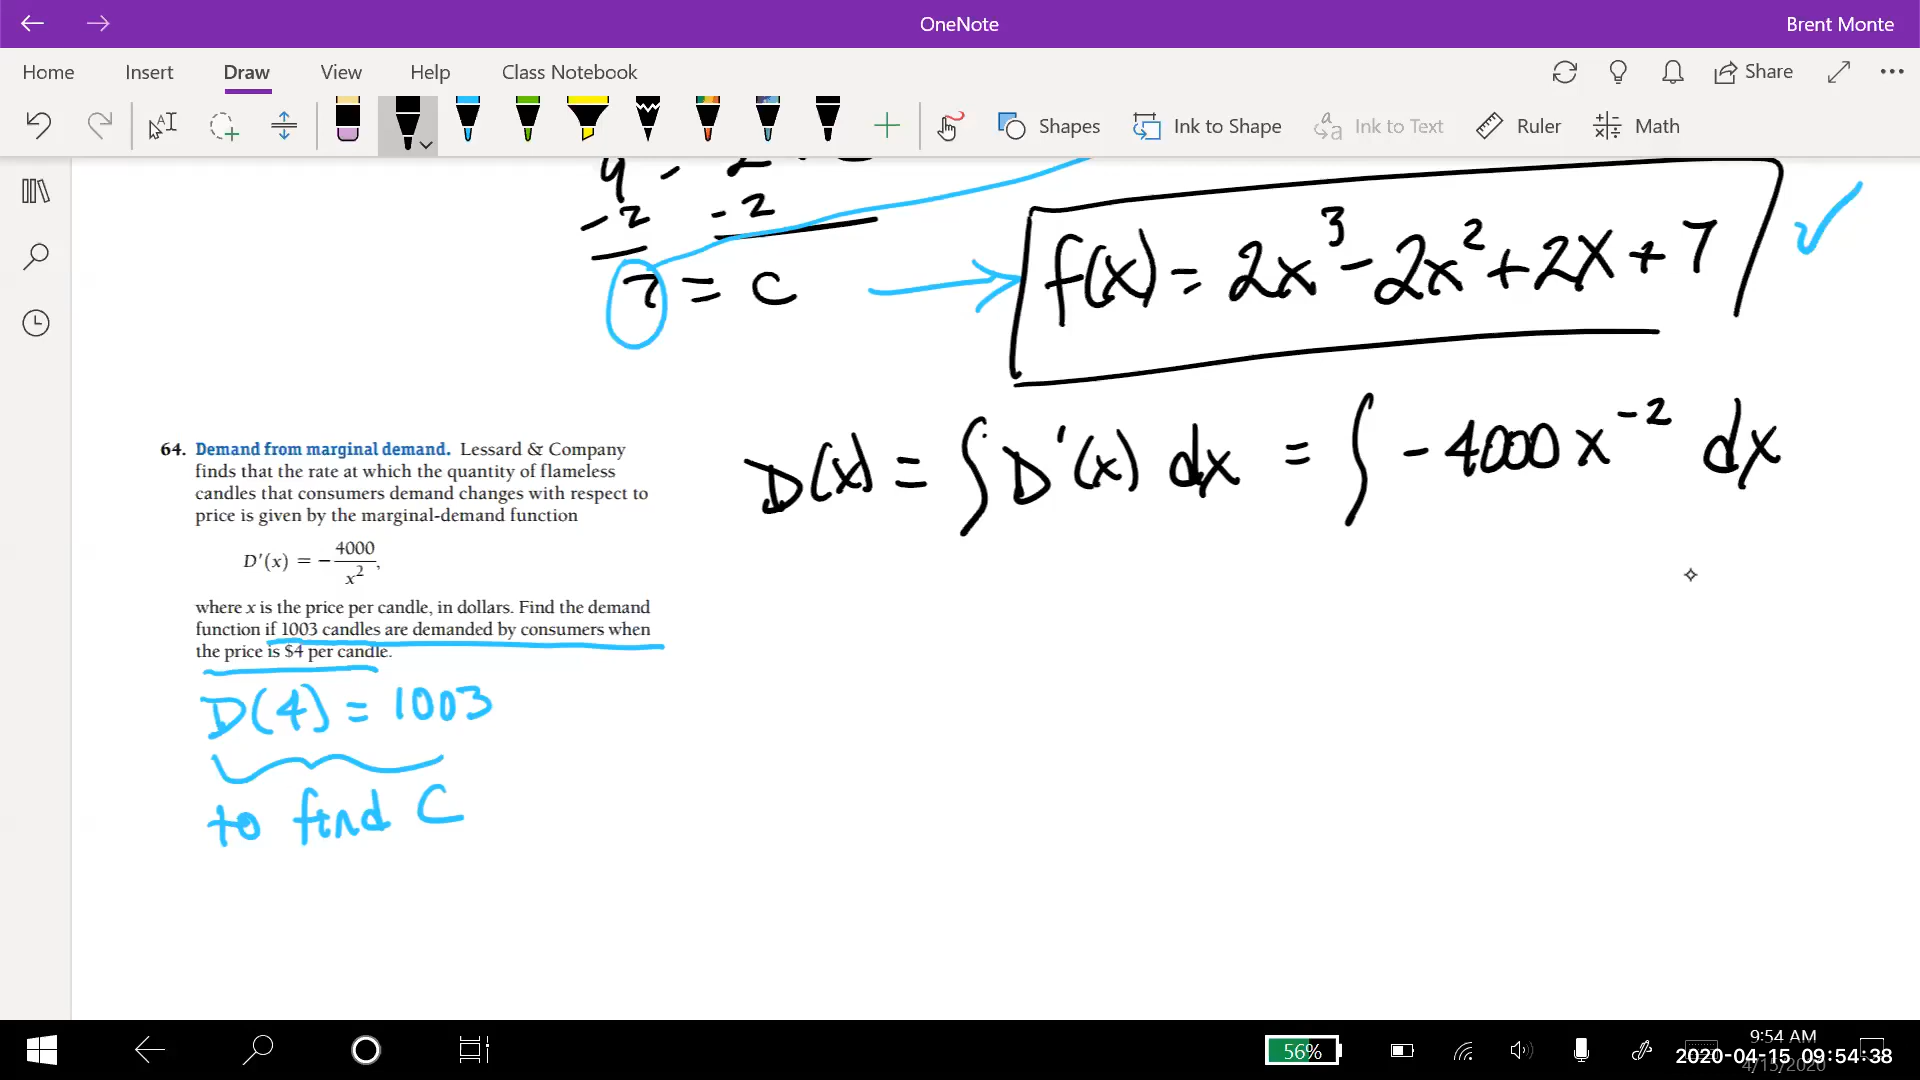 OneNote
Brent Monte
Home Insert Draw View Help Class Notebook Share
Shapes Ink to Shape Ink to Text Ruler Math
-2 -2
7 = C
f(x) = 2x³ - 2x² + 2x + 7
64. Demand from marginal demand. Lessard & Company
finds that the rate at which the quantity of flameless
candles that consumers demand changes with respect to
price is given by the marginal-demand function
D'(x) = -4000/x²,
where x is the price per candle, in dollars. Find the demand
function if 1003 candles are demanded by consumers when
the price is $4 per candle.
D(4) = 1003
to find C
D(x) = ∫ D'(x) dx = ∫ -4000x⁻² dx
56%
9:54 AM
2020-04-15 09:54:38
4/15/2020